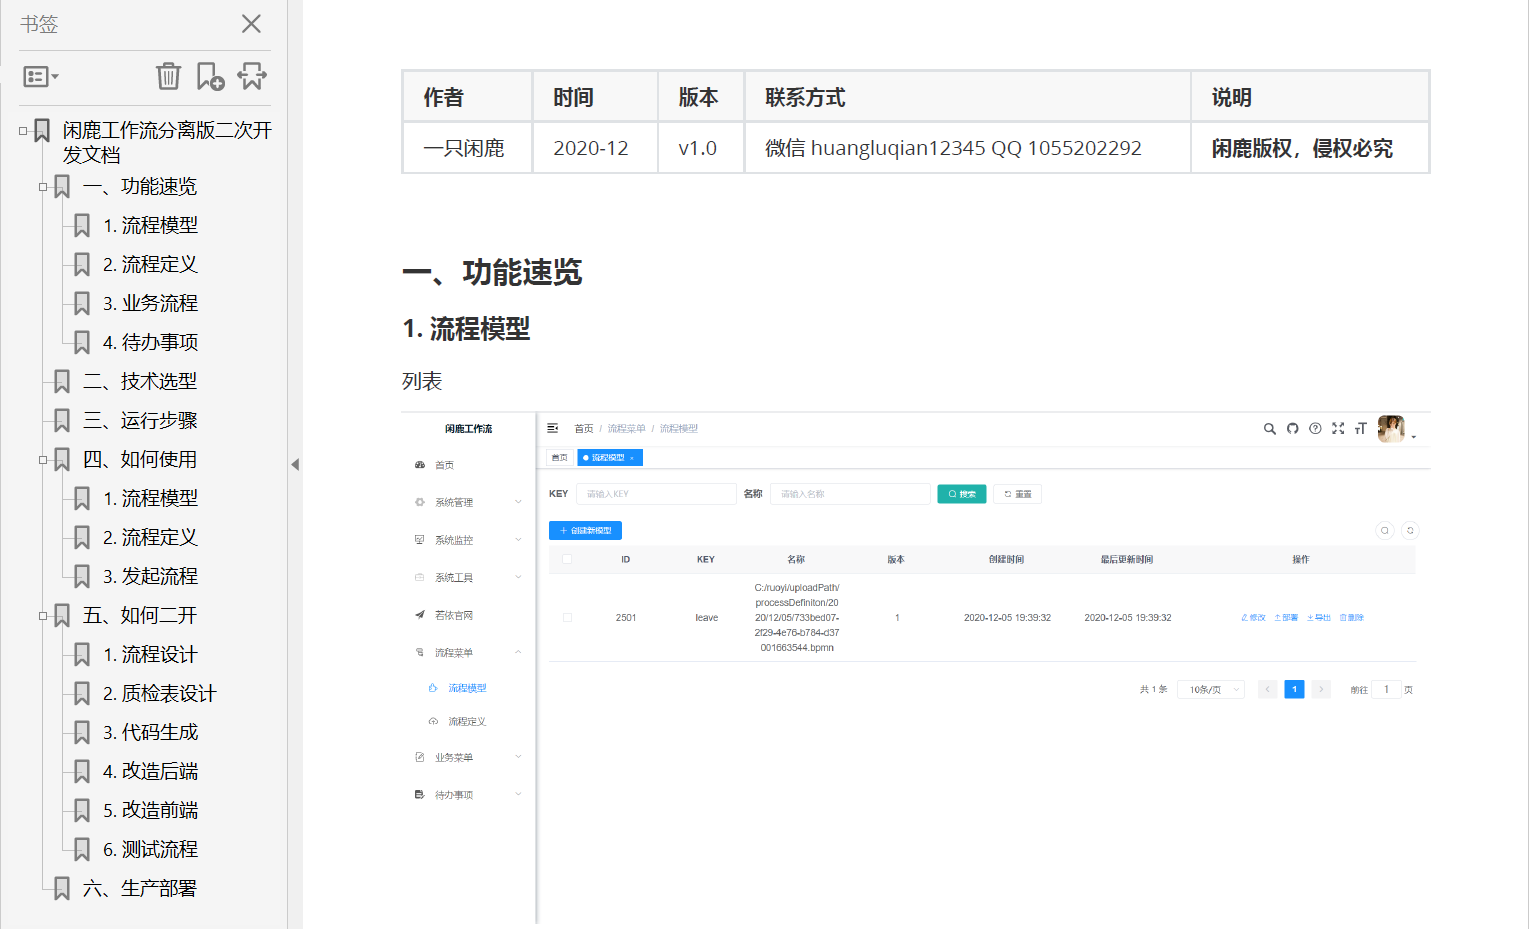 书签
闲鹿工作流分离版二次开
发文档
一、功能速览
1. 流程模型
2. 流程定义
3. 业务流程
4. 待办事项
二、技术选型
三、运行步骤
四、如何使用
1. 流程模型
2. 流程定义
3. 发起流程
五、如何二开
1. 流程设计
2. 质检表设计
3. 代码生成
4. 改造后端
5. 改造前端
6. 测试流程
六、生产部署
作者 时间 版本 联系方式 说明
一只闲鹿 2020-12 v1.0 微信 huangluqian12345 QQ 1055202292 闲鹿版权，侵权必究
一、功能速览
1. 流程模型
列表
闲鹿工作流
首页
系统管理
系统监控
系统工具
若依官网
流程菜单
流程模型
流程定义
业务菜单
待办事项
首页 / 流程菜单 / 流程模型
首页 流程模型 ×
KEY 请输入KEY 名称 请输入名称 搜索 重置
+ 创建新模型
ID KEY 名称 版本 创建时间 最后更新时间 操作
2501 leave C:/ruoyi/uploadPath/
processDefiniton/20
20/12/05/733bed07-
2f29-4e76-b784-d37
001663544.bpmn
1 2020-12-05 19:39:32 2020-12-05 19:39:32 修改 部署 导出 删除
共 1 条 10条/页 < 1 > 前往 1 页